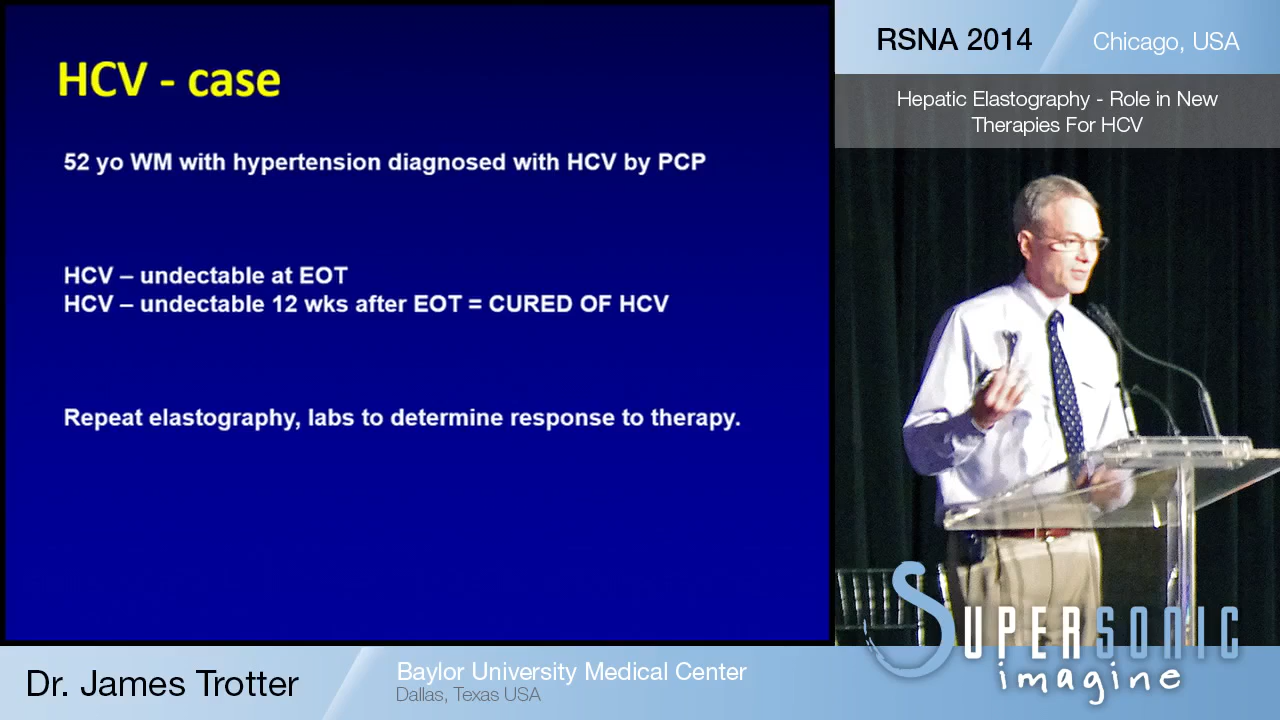 HCV - case
52 yo WM with hypertension diagnosed with HCV by PCP
HCV – undectable at EOT
HCV – undectable 12 wks after EOT = CURED OF HCV
Repeat elastography, labs to determine response to therapy.
RSNA 2014
Chicago, USA
Hepatic Elastography - Role in New
Therapies For HCV
SUPERSONIC
imagine
Dr. James Trotter
Baylor University Medical Center
Dallas, Texas USA